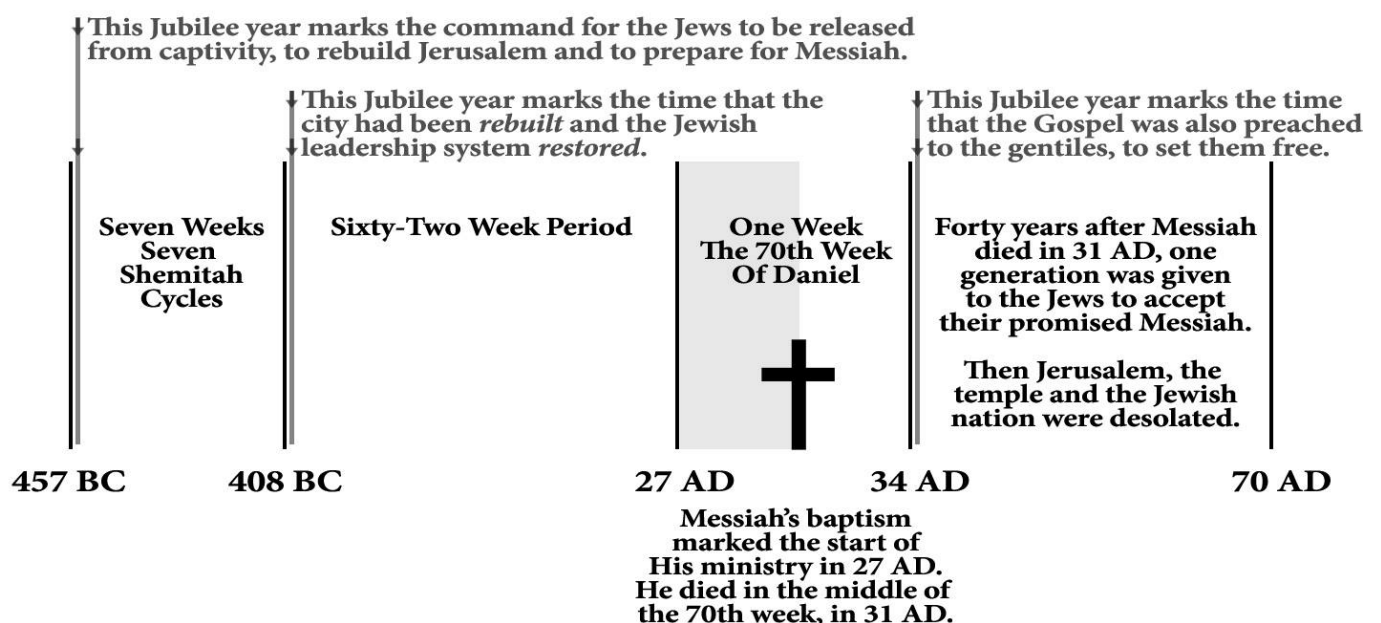 This Jubilee year marks the command for the Jews to be released
from captivity, to rebuild Jerusalem and to prepare for Messiah.
This Jubilee year marks the time that the
city had been rebuilt and the Jewish
leadership system restored.
This Jubilee year marks the time
that the Gospel was also preached
to the gentiles, to set them free.
Seven Weeks
Seven
Shemitah
Cycles
Sixty-Two Week Period
One Week
The 70th Week
Of Daniel
Forty years after Messiah
died in 31 AD, one
generation was given
to the Jews to accept
their promised Messiah.
Then Jerusalem, the
temple and the Jewish
nation were desolated.
457 BC
408 BC
27 AD
34 AD
70 AD
Messiah's baptism
marked the start of
His ministry in 27 AD.
He died in the middle of
the 70th week, in 31 AD.